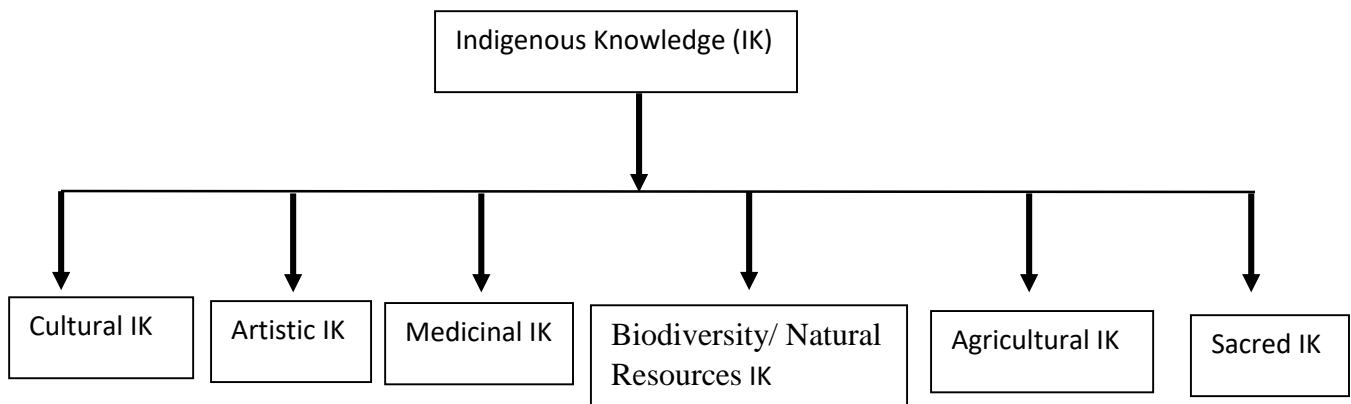 Indigenous Knowledge (IK)
Cultural IK
Artistic IK
Medicinal IK
Biodiversity/ Natural
Resources IK
Agricultural IK
Sacred IK